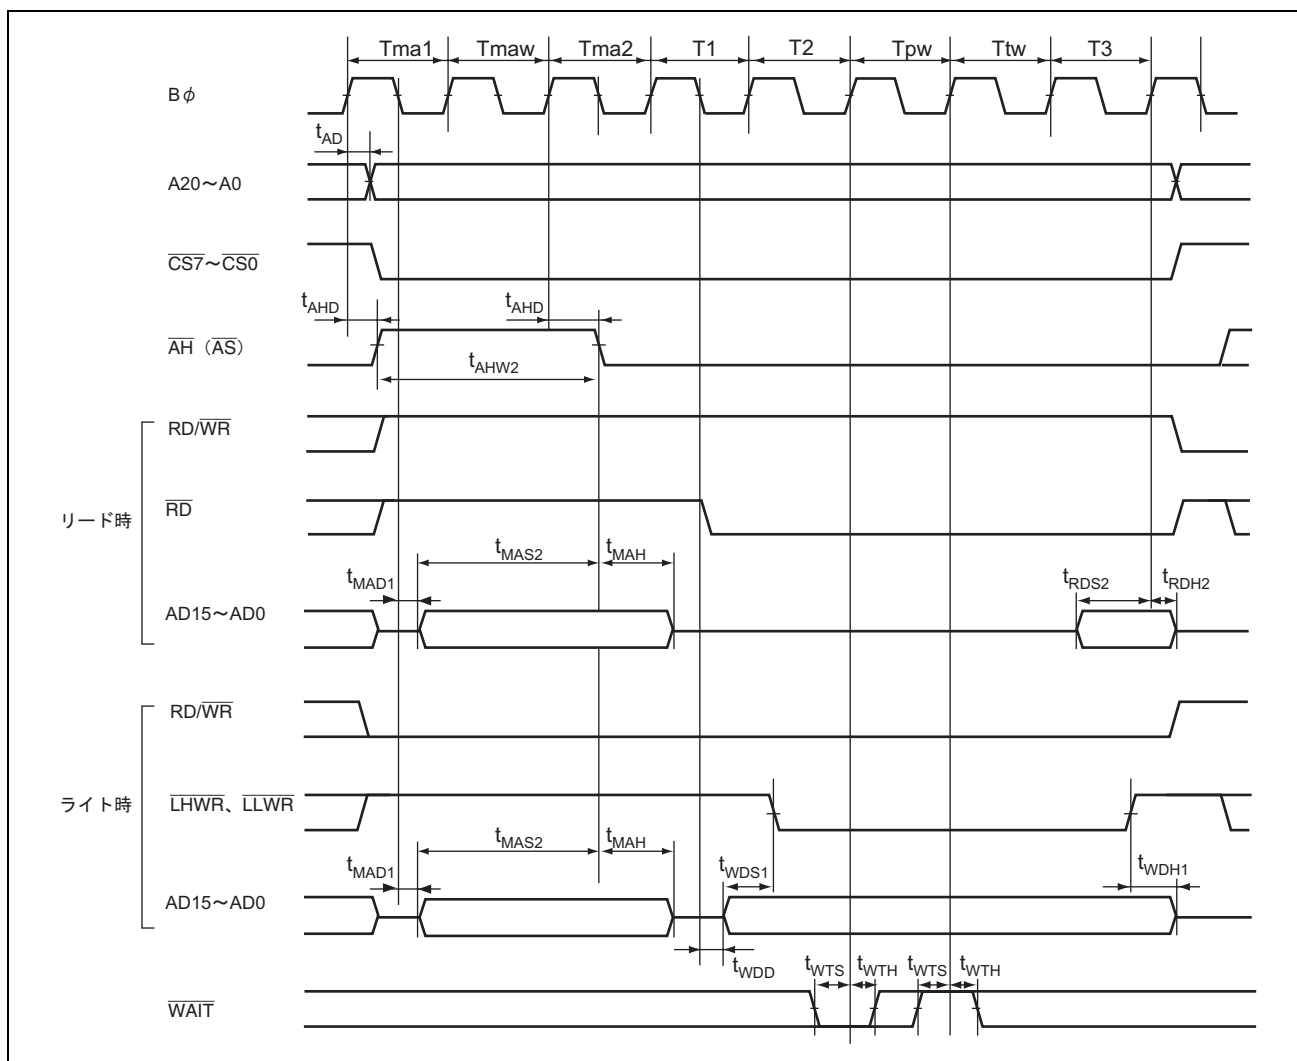 Tma1 Tmaw Tma2 T1 T2 Tpw Ttw T3
Bφ
tAD
A20～A0
CS7～CS0
tAHD tAHD
AH（AS）
tAHW2
RD/WR
RD
リード時
tMAS2 tMAH
tMAD1 tRDS2 tRDH2
AD15～AD0
RD/WR
ライト時
LHWR、LLWR
tMAS2 tMAH
tMAD1 tWDS1 tWDH1
AD15～AD0
tWDD tWTS tWTH tWTS tWTH
WAIT